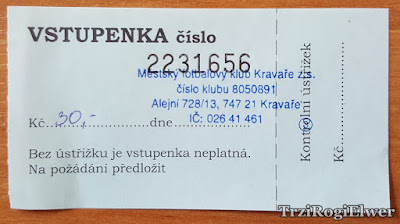 VSTUPENKA číslo
2231656
Městský fotbalový klub Kravaře z.s.
číslo klubu 8050891
Alejní 728/13, 747 21 Kravaře
IČ: 026 41 461
Kč 30,- dne
Bez ústřižku je vstupenka neplatná.
Na požádání předložit
Kontrolní ústřižek
Kč
TrziRogiElwer